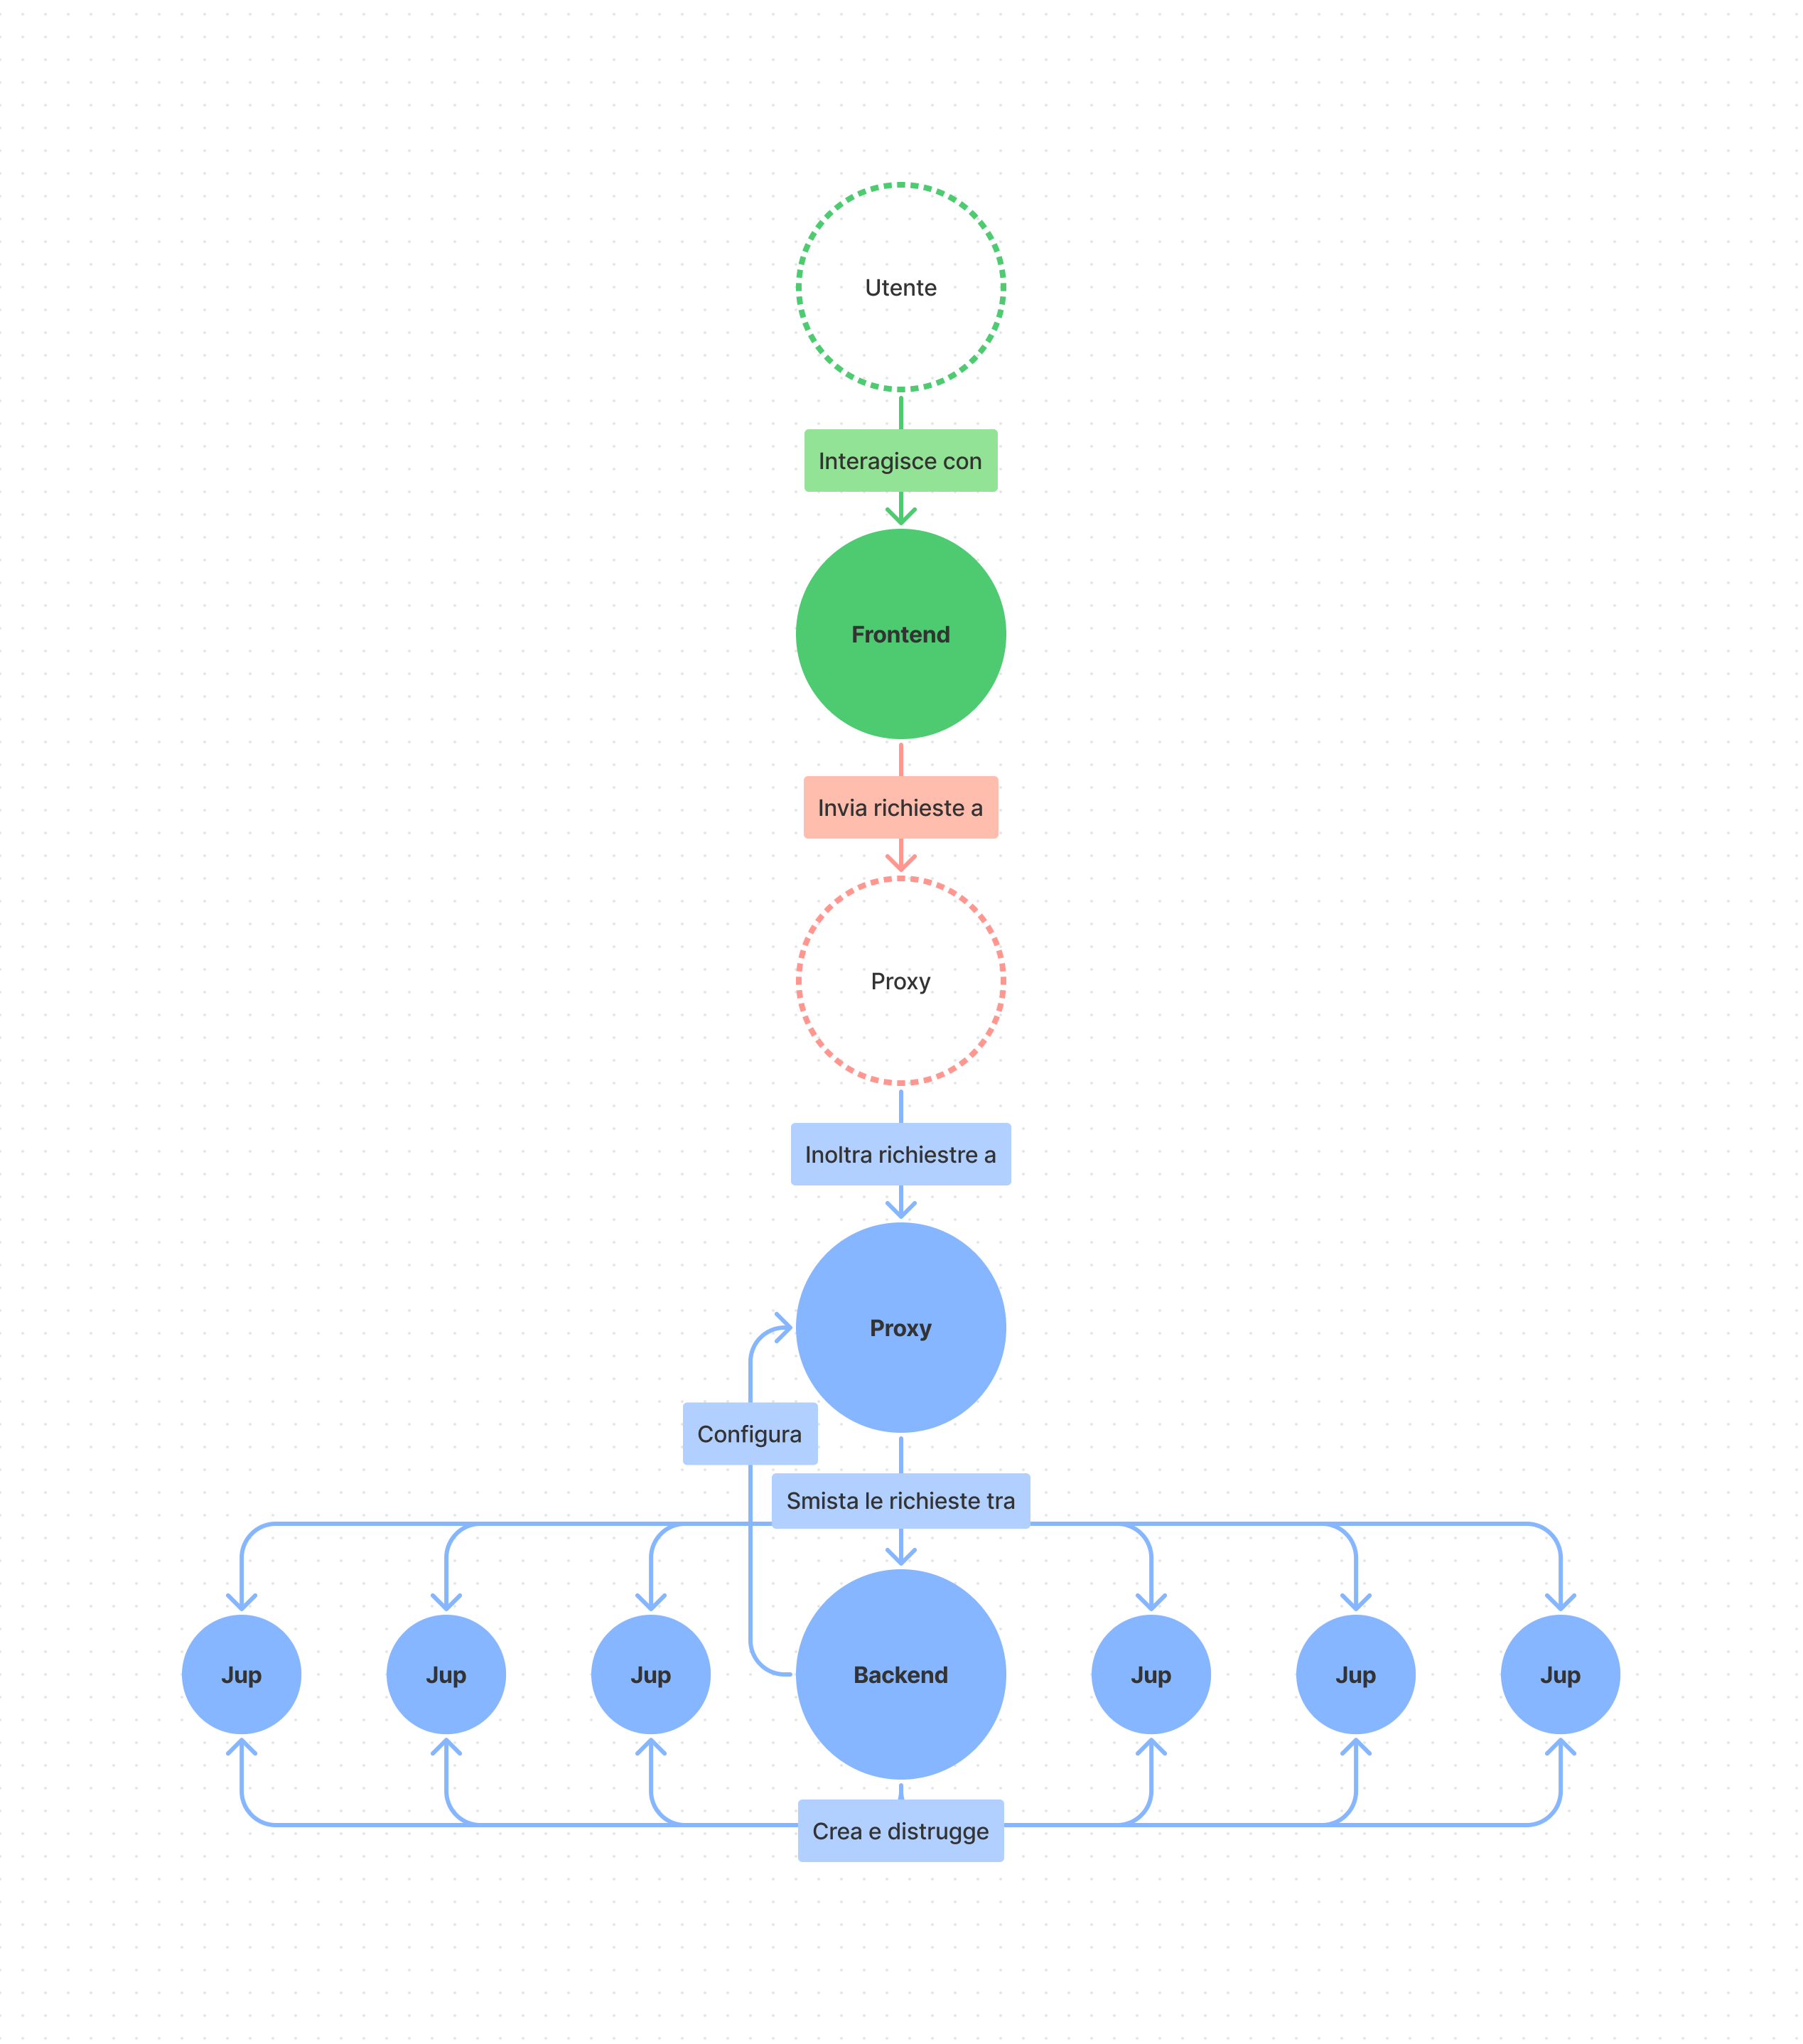 Utente
Interagisce con
Frontend
Invia richieste a
Proxy
Inoltra richiestre a
Proxy
Configura
Smista le richieste tra
Jup
Jup
Jup
Backend
Jup
Jup
Jup
Crea e distrugge